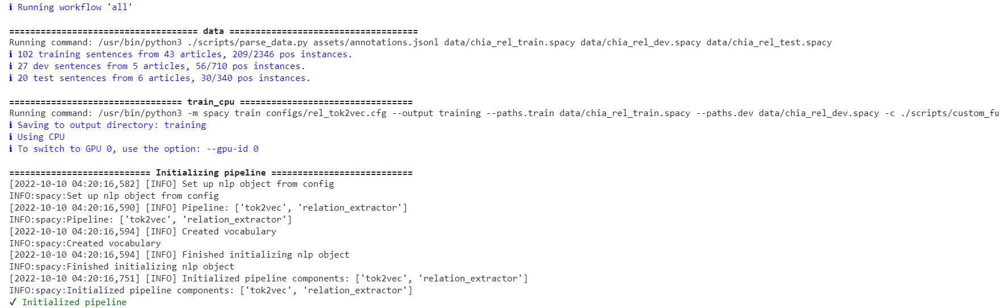 ℹ Running workflow 'all'
==================================== data ====================================
Running command: /usr/bin/python3 ./scripts/parse_data.py assets/annotations.jsonl data/chia_rel_train.spacy data/chia_rel_dev.spacy data/chia_rel_test.spacy
ℹ 102 training sentences from 43 articles, 209/2346 pos instances.
ℹ 27 dev sentences from 5 articles, 56/710 pos instances.
ℹ 20 test sentences from 6 articles, 30/340 pos instances.
================================= train_cpu =================================
Running command: /usr/bin/python3 -m spacy train configs/rel_tok2vec.cfg --output training --paths.train data/chia_rel_train.spacy --paths.dev data/chia_rel_dev.spacy -c ./scripts/custom_fu
ℹ Saving to output directory: training
ℹ Using CPU
ℹ To switch to GPU 0, use the option: --gpu-id 0
=========================== Initializing pipeline ===========================
[2022-10-10 04:20:16,582] [INFO] Set up nlp object from config
INFO:spacy:Set up nlp object from config
[2022-10-10 04:20:16,590] [INFO] Pipeline: ['tok2vec', 'relation_extractor']
INFO:spacy:Pipeline: ['tok2vec', 'relation_extractor']
[2022-10-10 04:20:16,594] [INFO] Created vocabulary
INFO:spacy:Created vocabulary
[2022-10-10 04:20:16,594] [INFO] Finished initializing nlp object
INFO:spacy:Finished initializing nlp object
[2022-10-10 04:20:16,751] [INFO] Initialized pipeline components: ['tok2vec', 'relation_extractor']
INFO:spacy:Initialized pipeline components: ['tok2vec', 'relation_extractor']
✔ Initialized pipeline